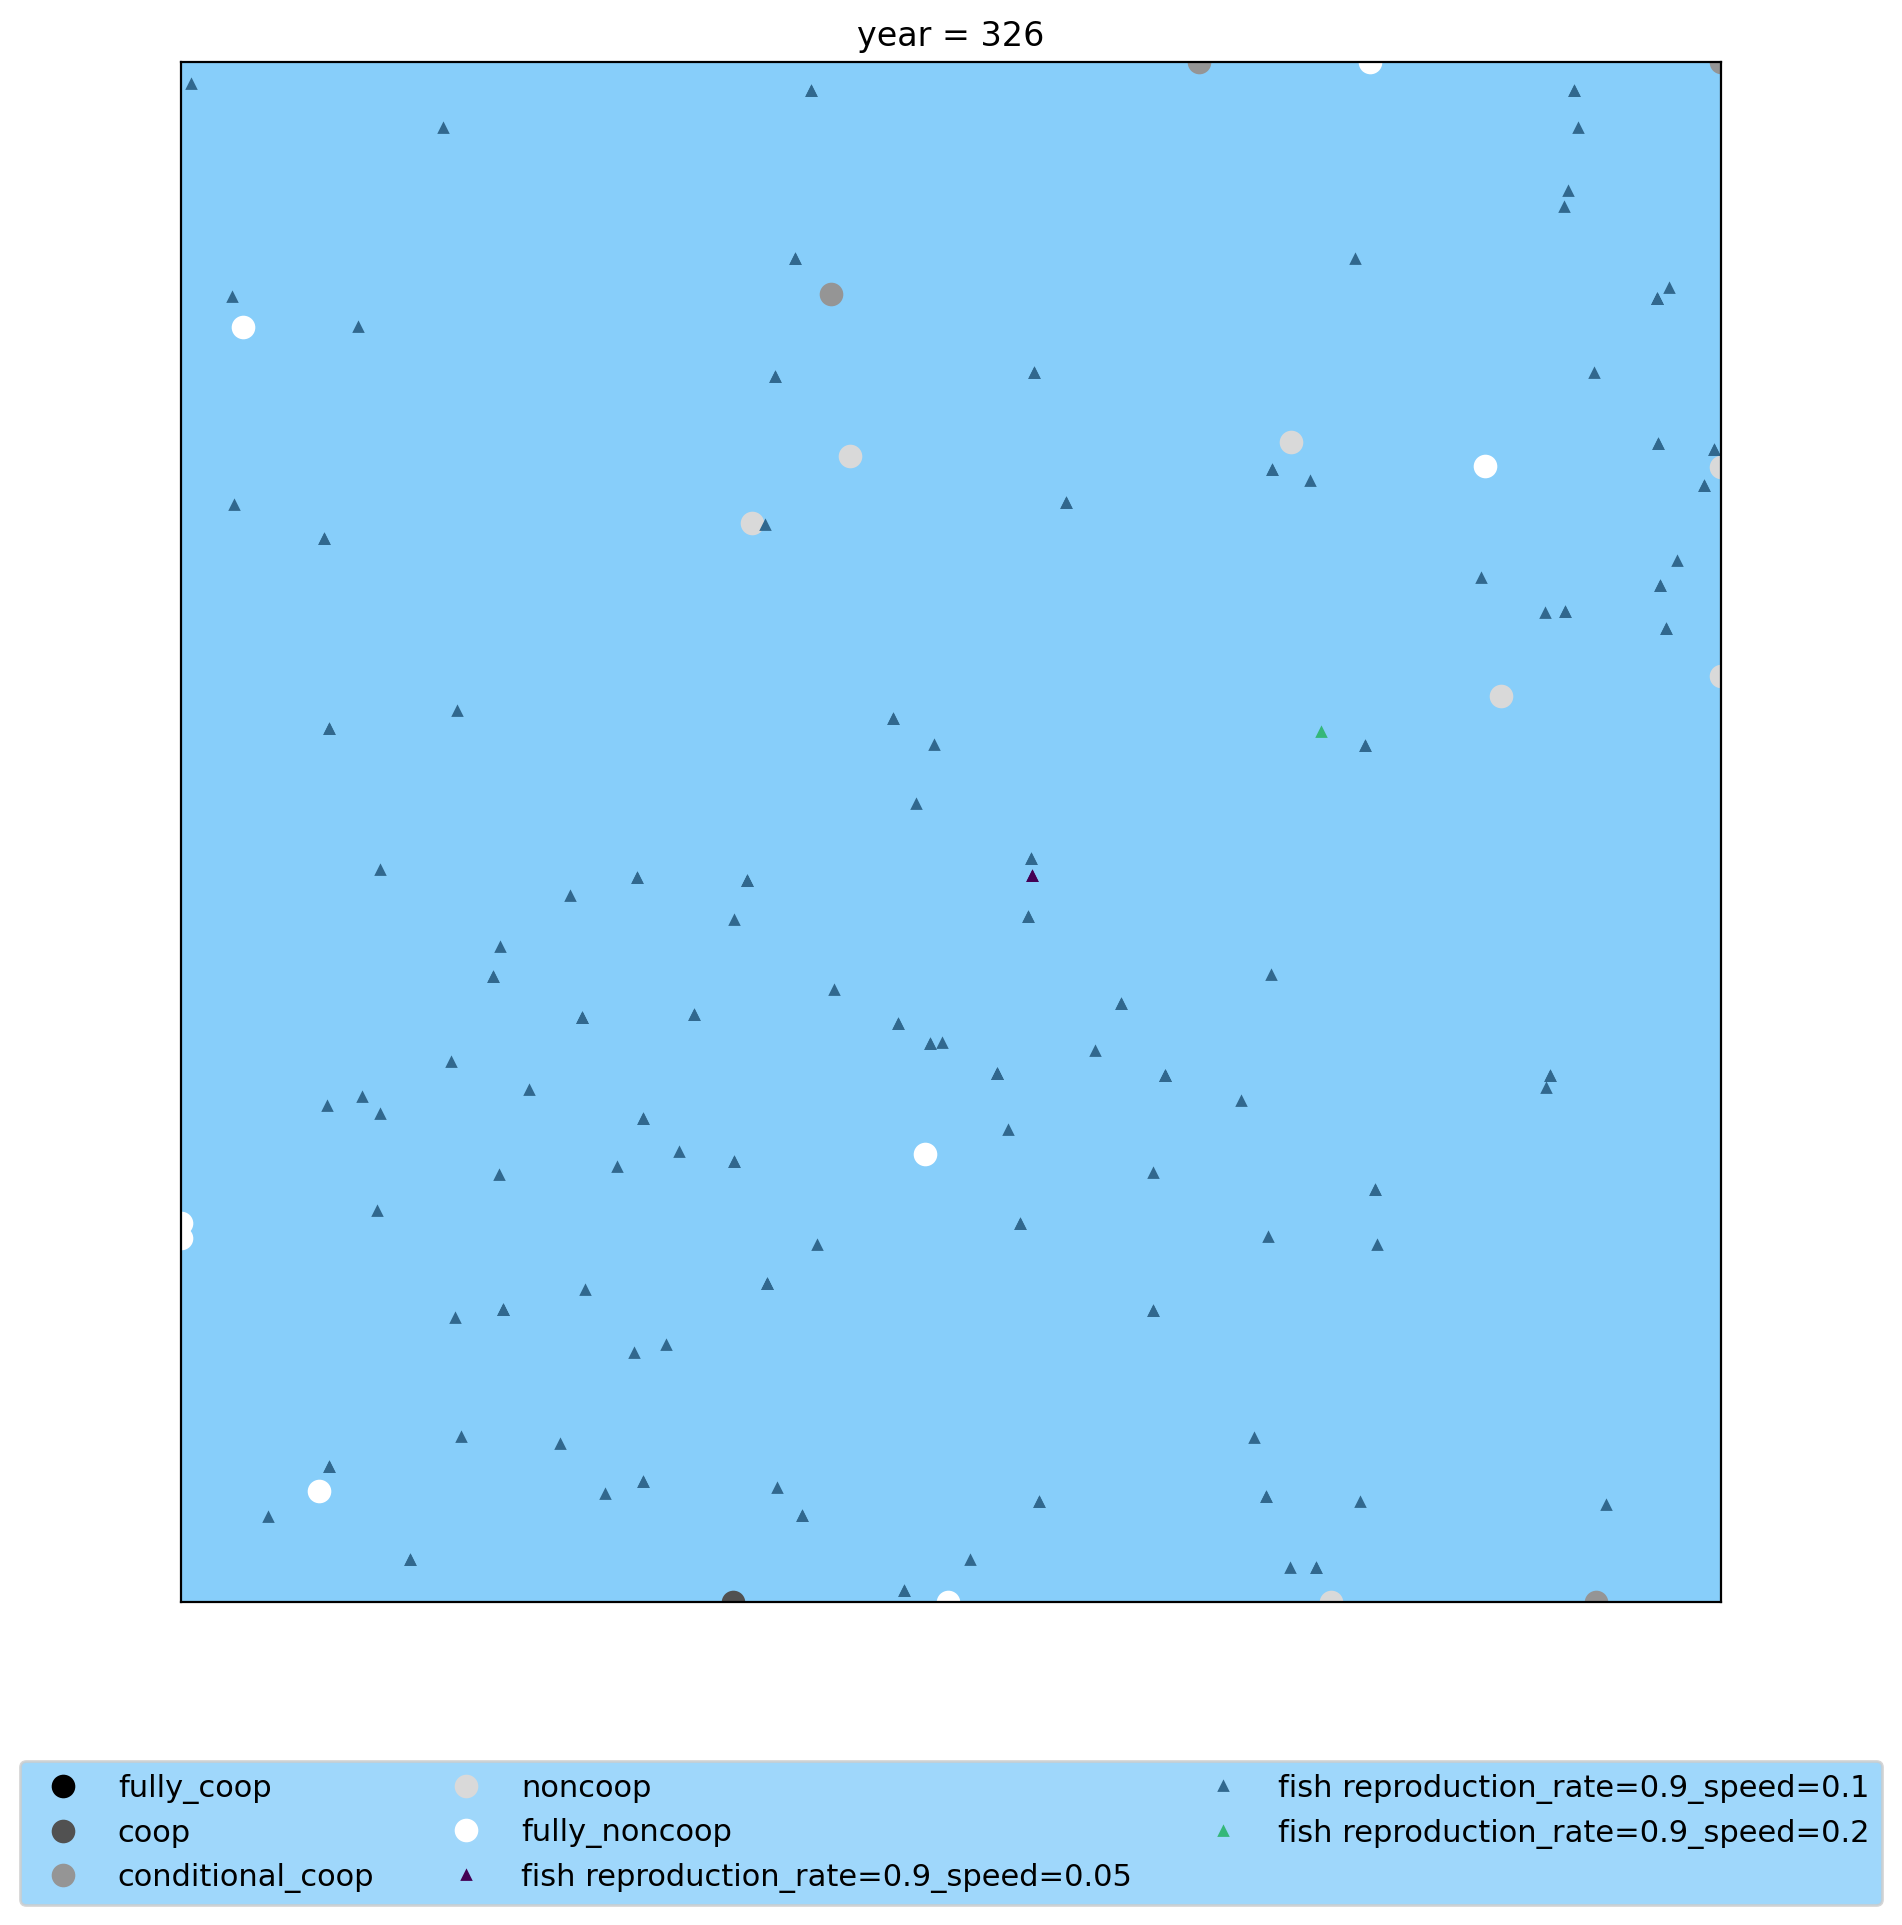 year = 326
fully_coop
coop
conditional_coop
noncoop
fully_noncoop
fish reproduction_rate=0.9_speed=0.05
fish reproduction_rate=0.9_speed=0.1
fish reproduction_rate=0.9_speed=0.2